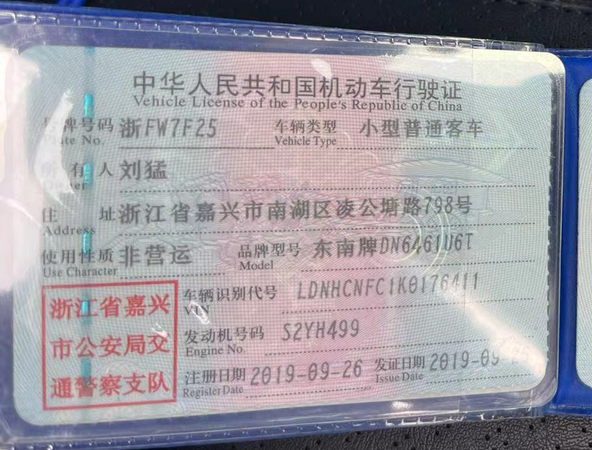 中华人民共和国机动车行驶证
Vehicle License of the People's Republic of China
号牌号码 浙FW7F25 车辆类型 小型普通客车
Plate No. Vehicle Type
所有人 刘猛
Owner
住址 浙江省嘉兴市南湖区凌公塘路798号
使用性质 非营运 品牌型号 东南牌DN6461U6T
Use Character Model
浙江省嘉兴
市公安局交
通警察支队
车辆识别代号 LDNHCNFC1K0176411
VIN
发动机号码 S2YH499
Engine No.
注册日期 2019-09-26 发证日期 2019-09-26
Register Date Issue Date